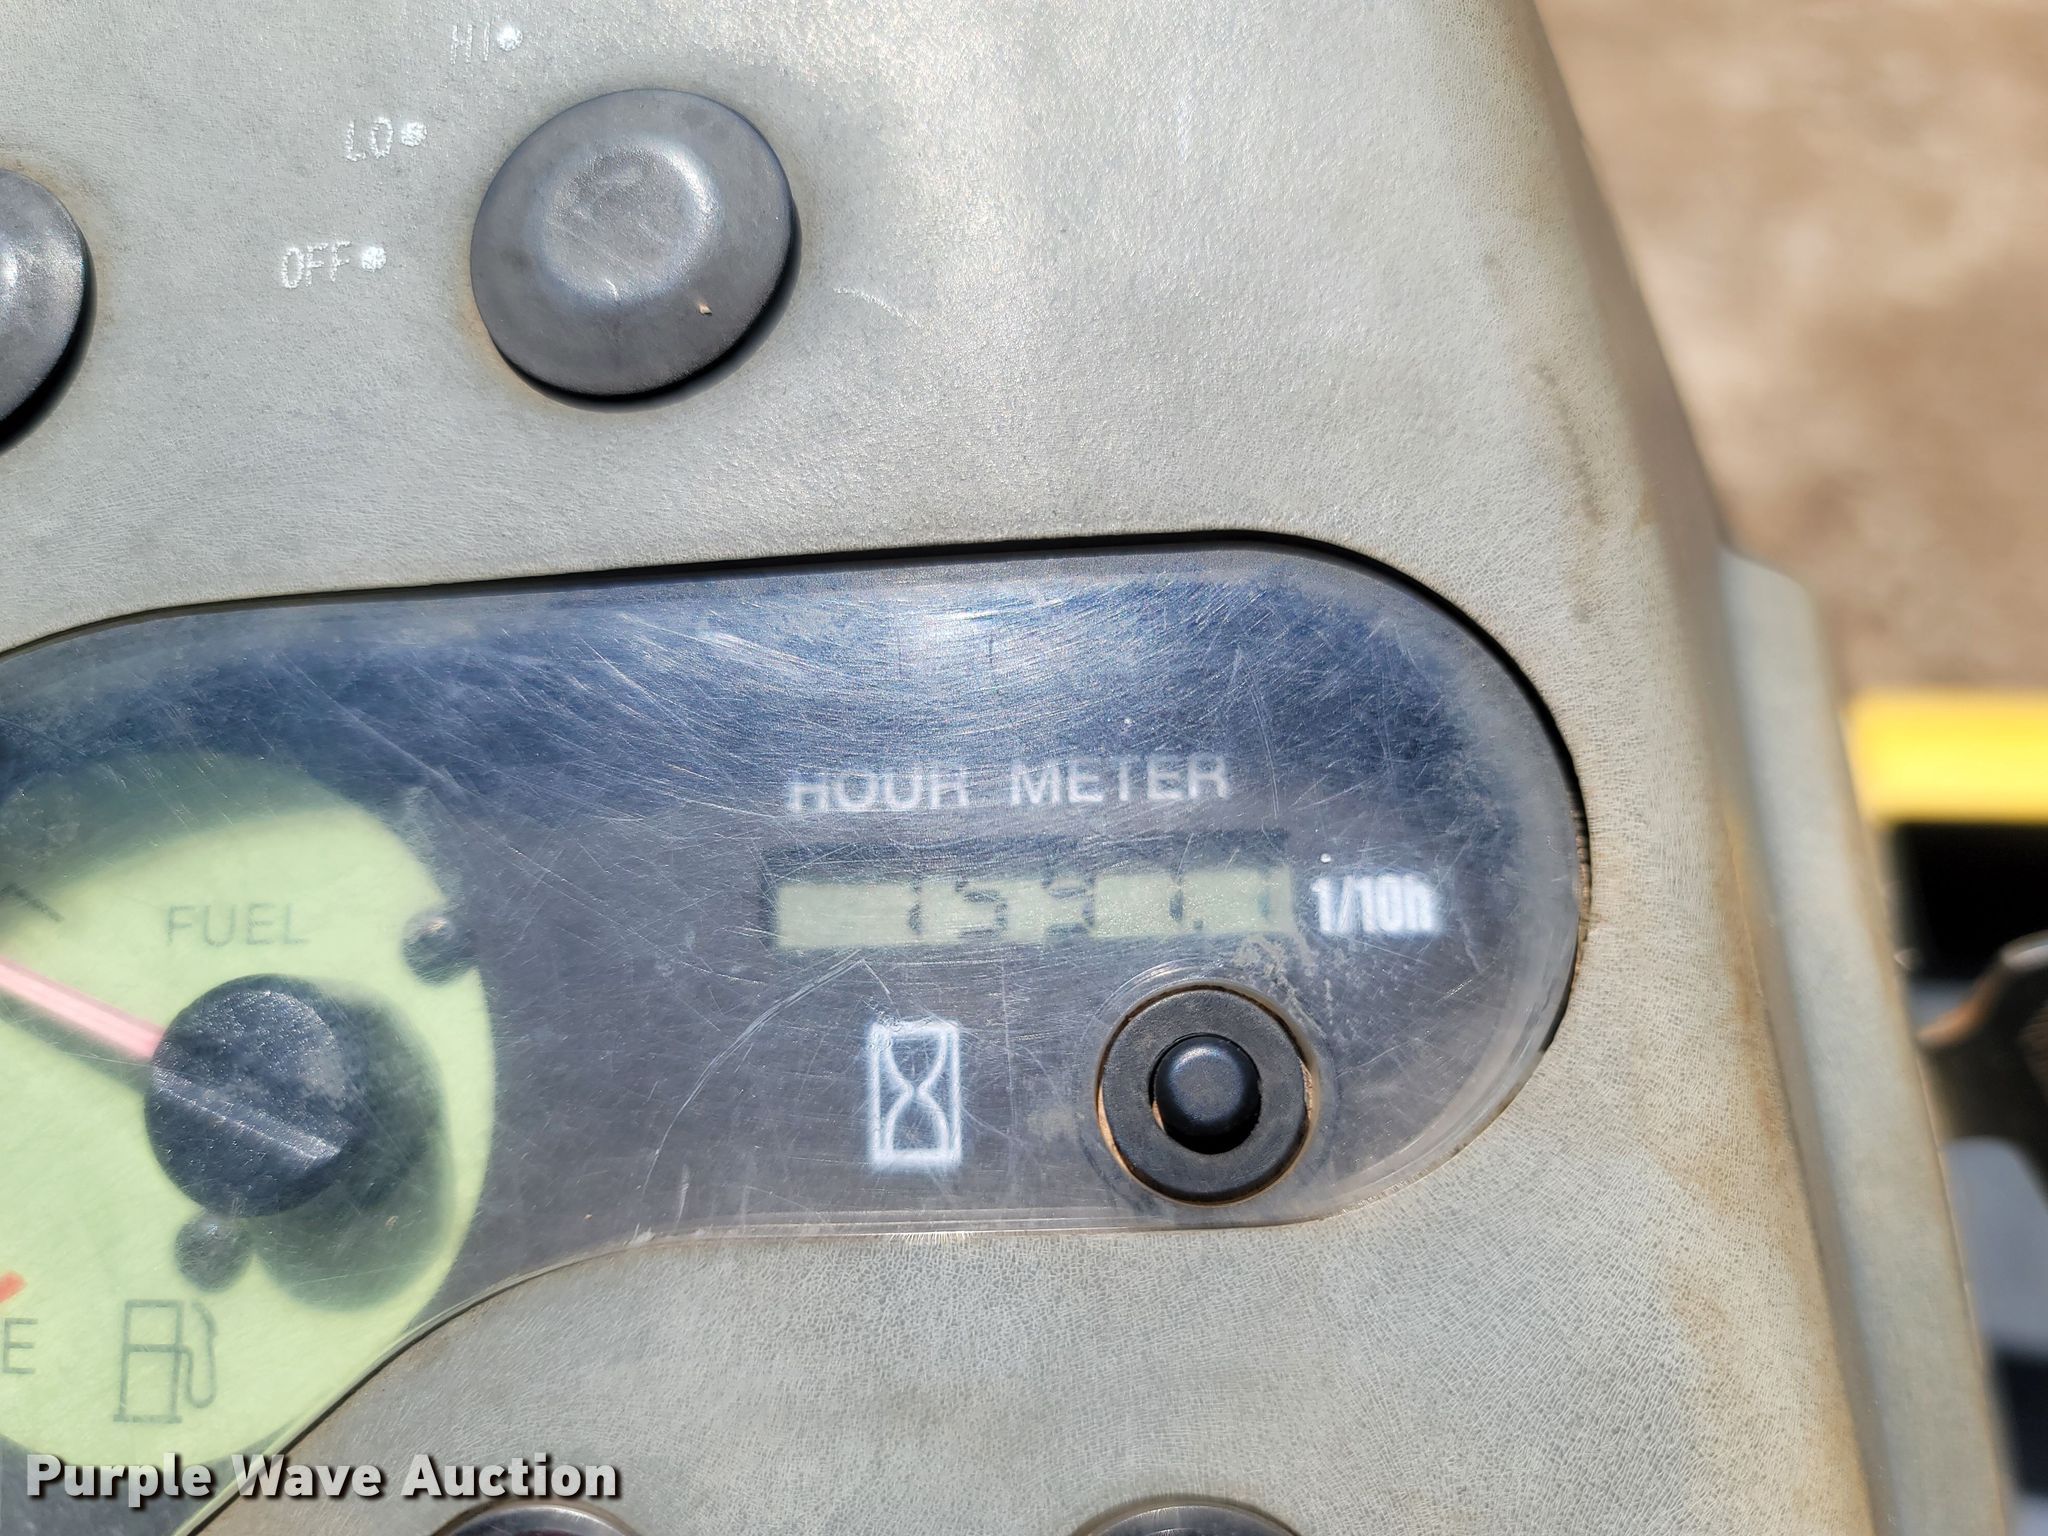 HI
LO
OFF
HOUR METER
1/10h
FUEL
E
Purple Wave Auction